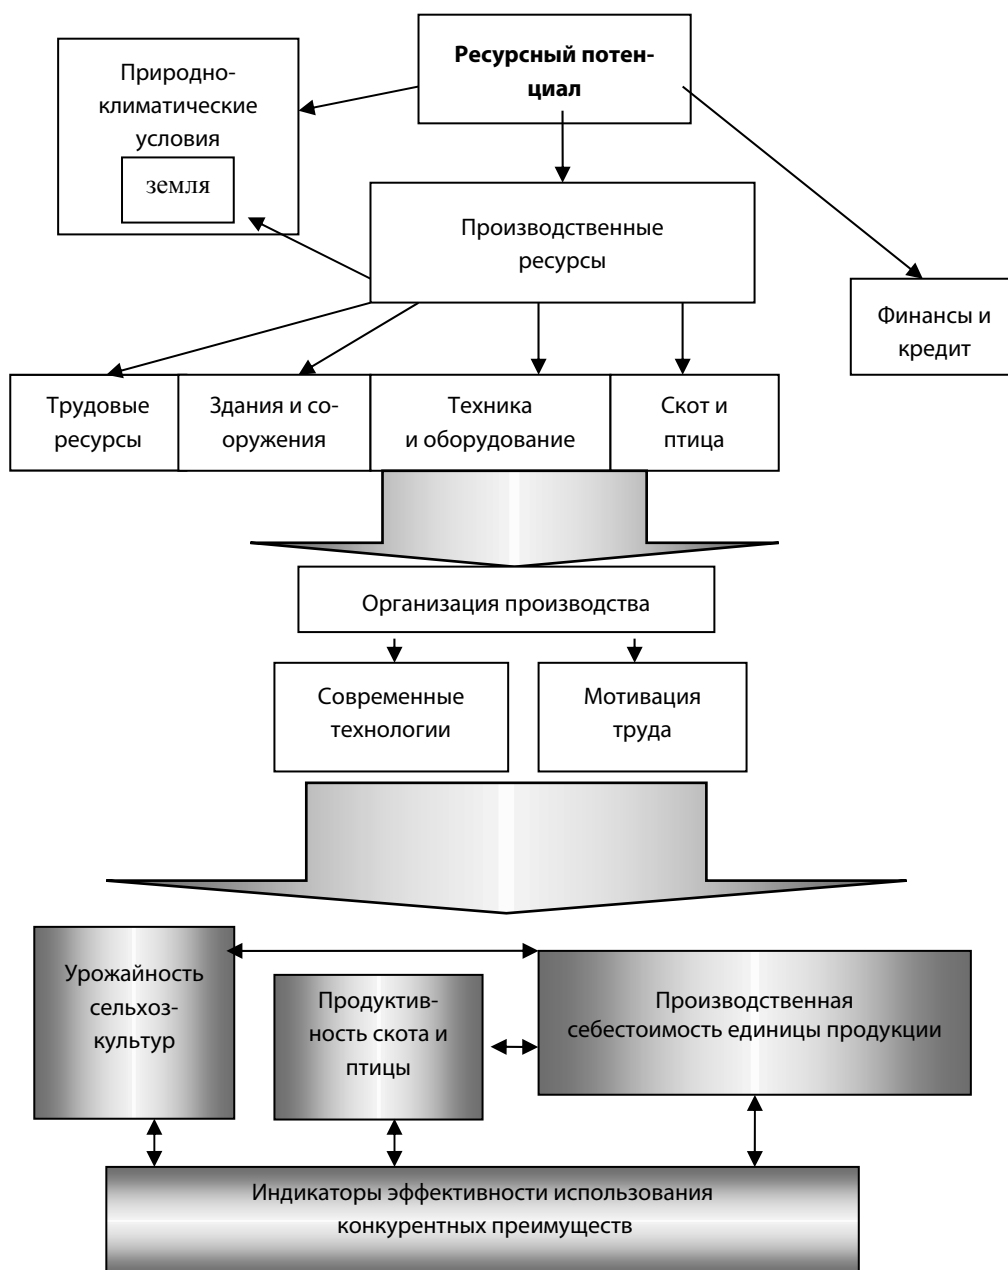 Ресурсный потен-
циал
Природно-
климатические
условия
земля
Производственные
ресурсы
Финансы и
кредит
Трудовые
ресурсы
Здания и со-
оружения
Техника
и оборудование
Скот и
птица
Организация производства
Современные
технологии
Мотивация
труда
Урожайность
сельхоз-
культур
Продуктив-
ность скота и
птицы
Производственная
себестоимость единицы продукции
Индикаторы эффективности использования
конкурентных преимуществ